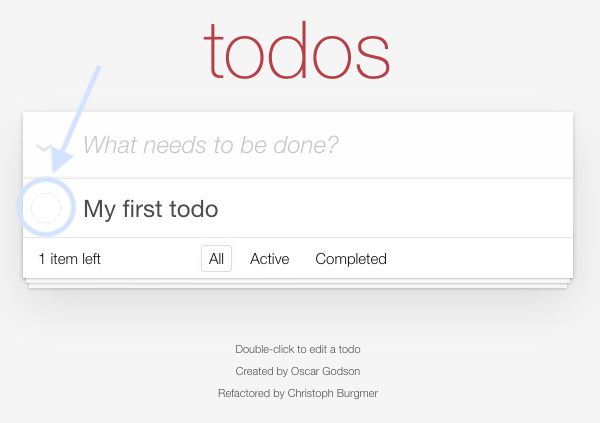 todos
What needs to be done?
My first todo
1 item left All Active Completed
Double-click to edit a todo
Created by Oscar Godson
Refactored by Christoph Burgmer